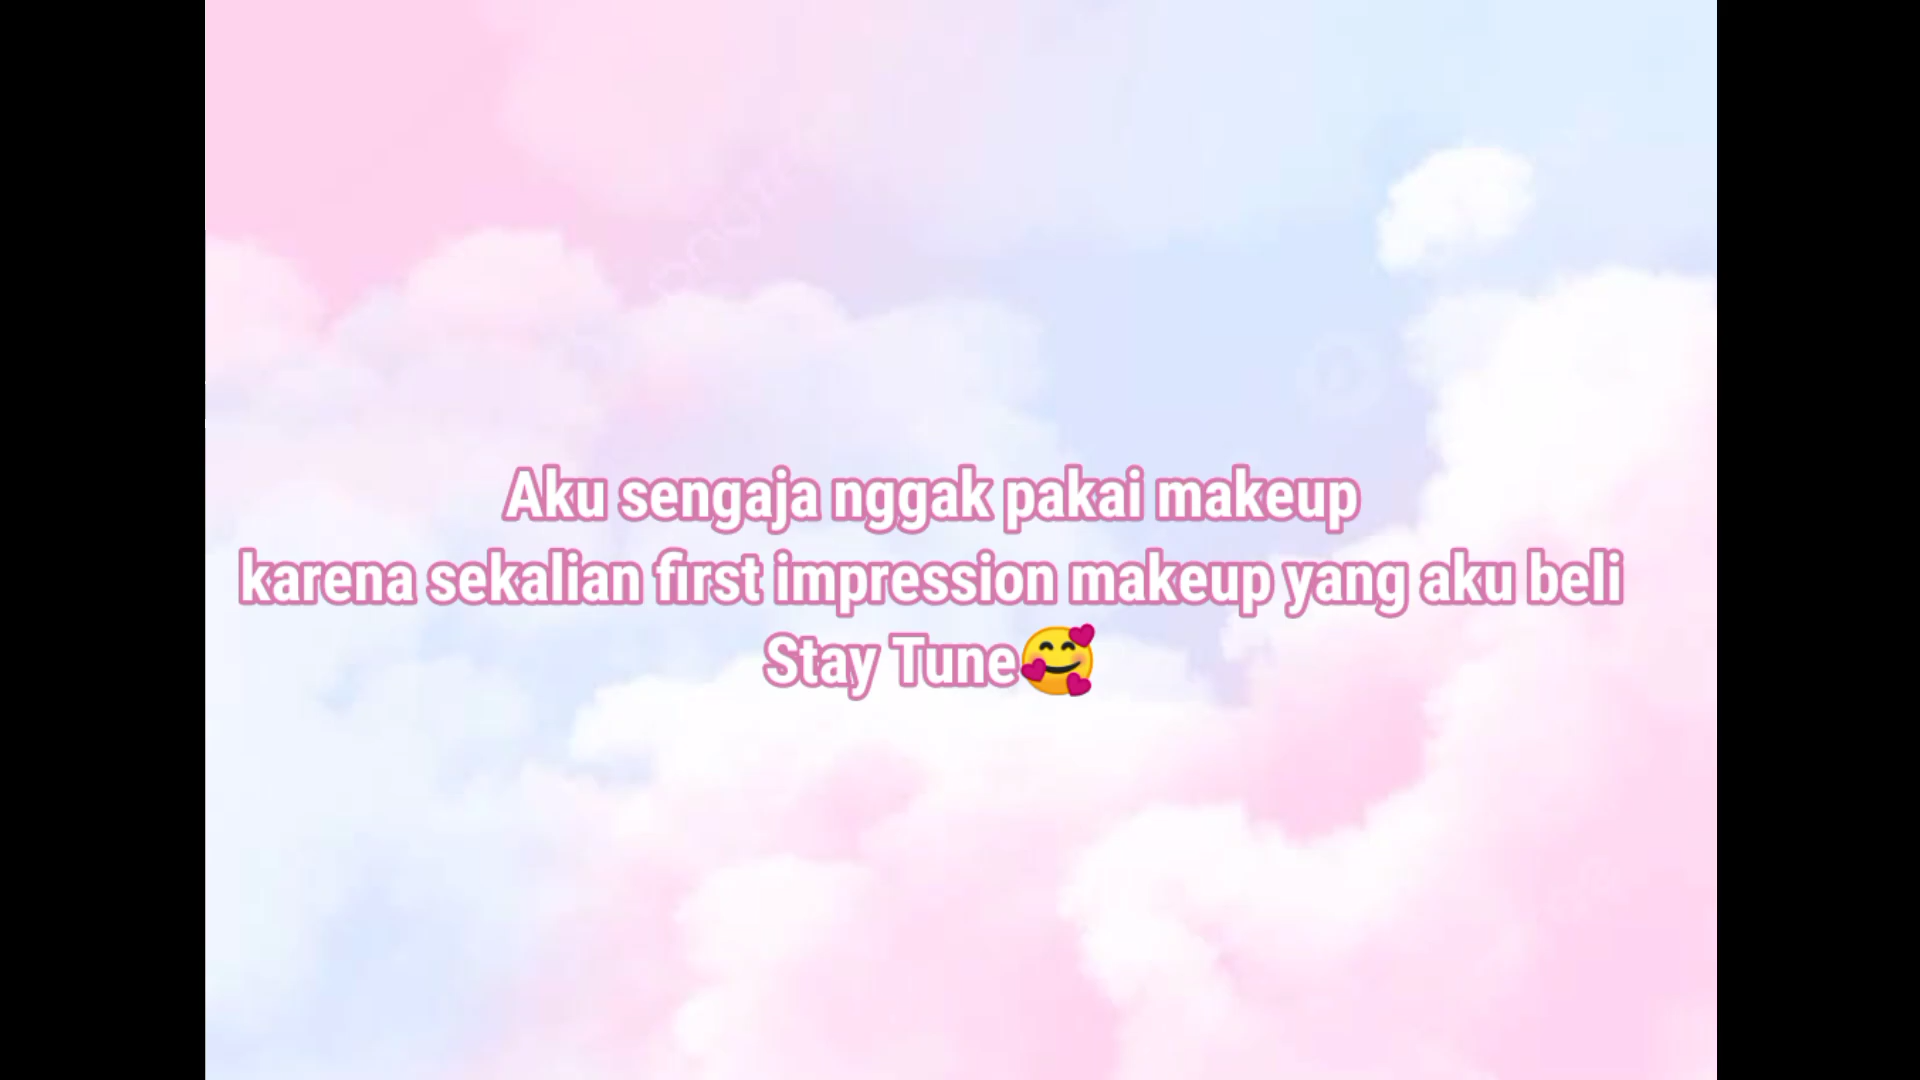 Aku sengaja nggak pakai makeup
karena sekalian first impression makeup yang aku beli
Stay Tune🥰